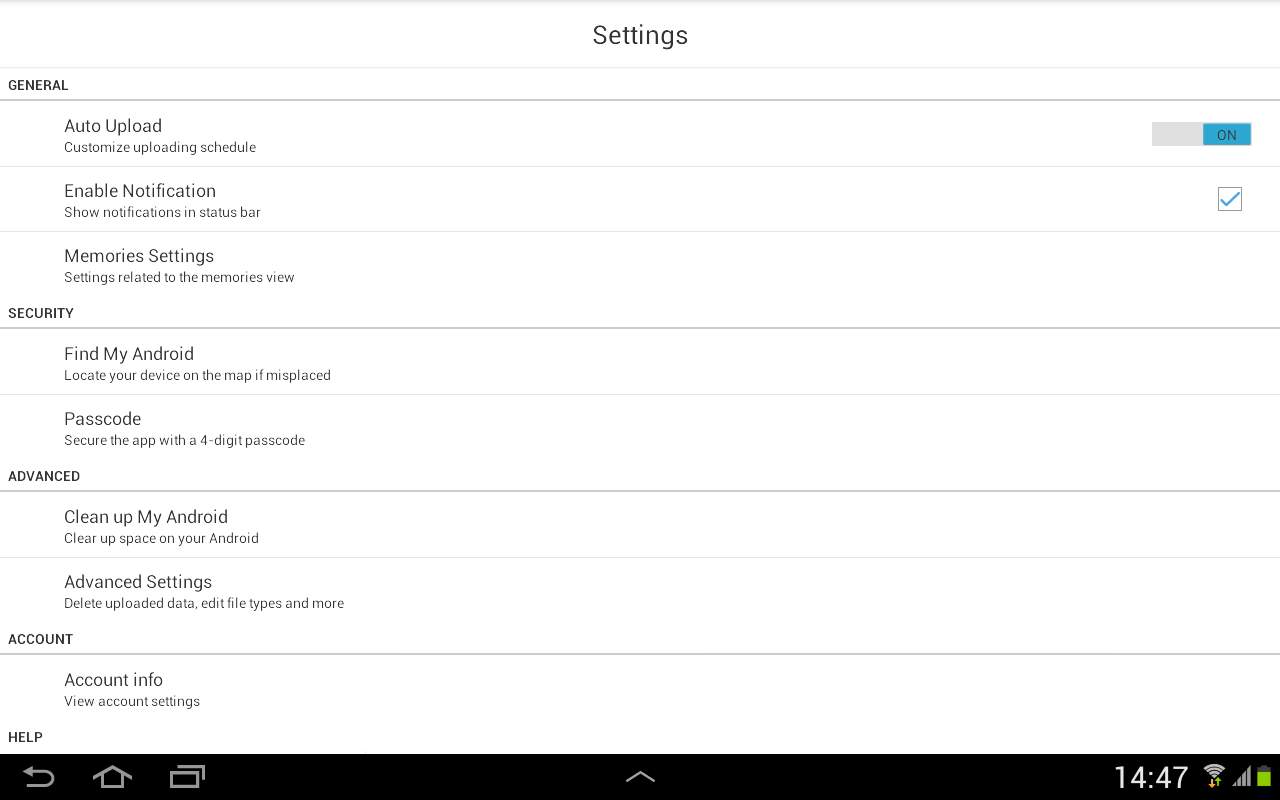 Settings
GENERAL
Auto Upload
Customize uploading schedule
ON
Enable Notification
Show notifications in status bar
Memories Settings
Settings related to the memories view
SECURITY
Find My Android
Locate your device on the map if misplaced
Passcode
Secure the app with a 4-digit passcode
ADVANCED
Clean up My Android
Clear up space on your Android
Advanced Settings
Delete uploaded data, edit file types and more
ACCOUNT
Account info
View account settings
HELP
14:47